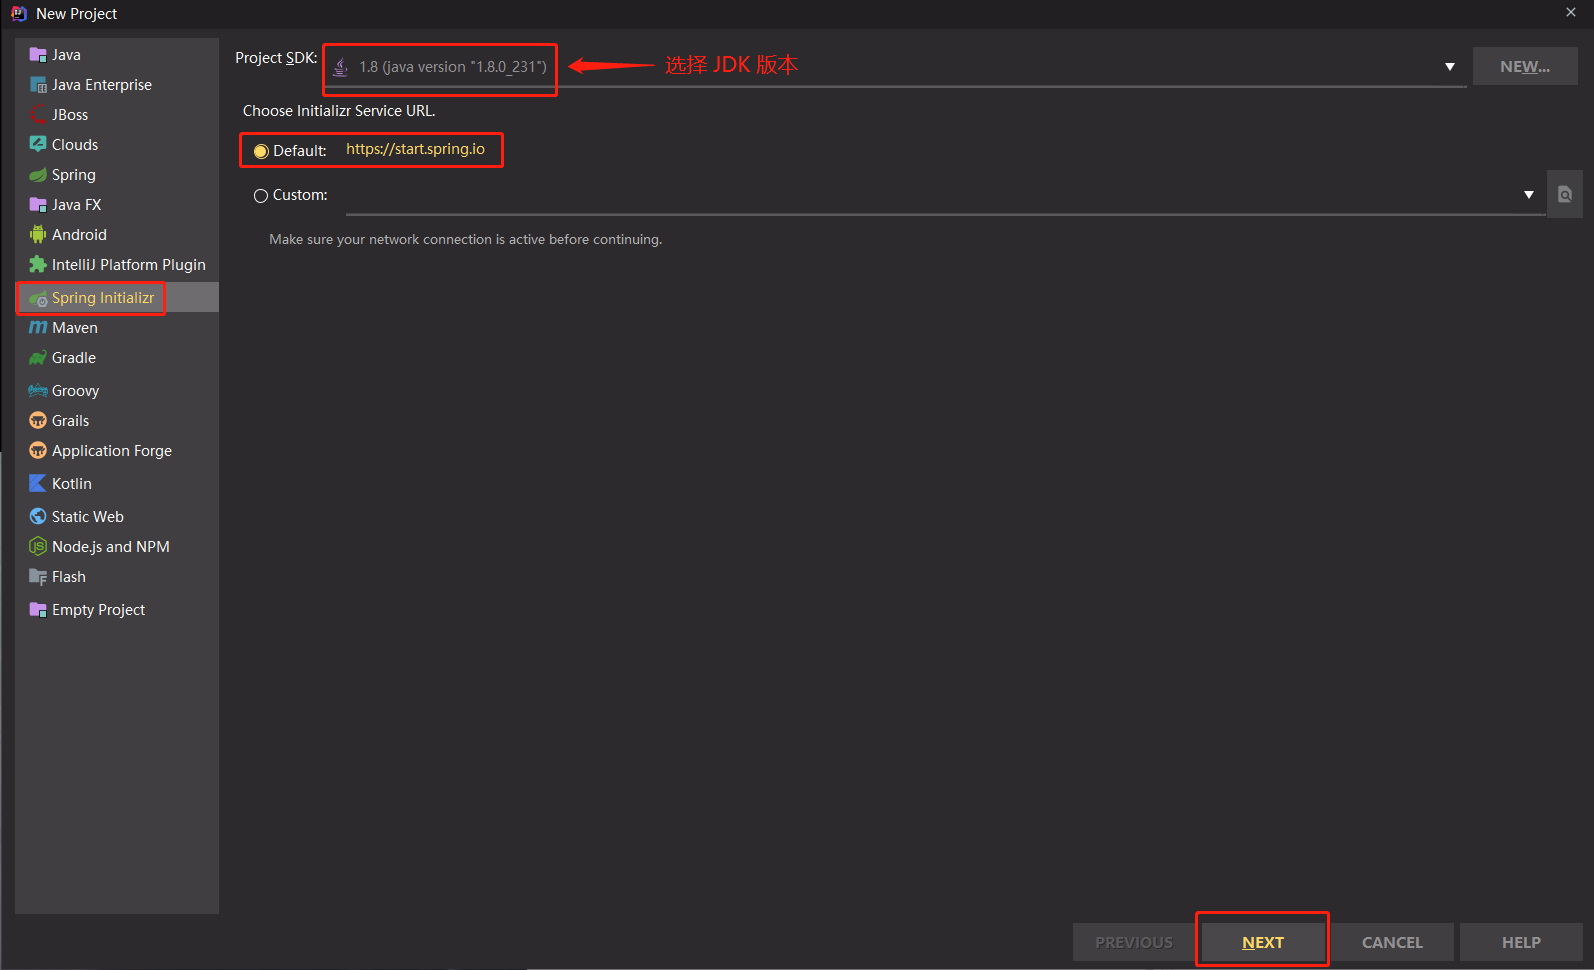 New Project
Java
Java Enterprise
JBoss
Clouds
Spring
Java FX
Android
IntelliJ Platform Plugin
Spring Initializr
Maven
Gradle
Groovy
Grails
Application Forge
Kotlin
Static Web
Node.js and NPM
Flash
Empty Project
Project SDK: 1.8 (java version "1.8.0_231") 选择 JDK 版本 NEW...
Choose Initializr Service URL.
Default: https://start.spring.io
Custom:
Make sure your network connection is active before continuing.
PREVIOUS NEXT CANCEL HELP